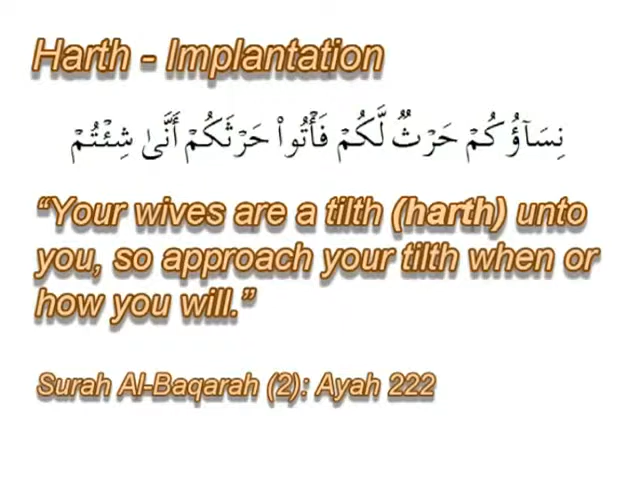 Harth - Implantation
نِسَآؤُكُمْ حَرْثٌ لَّكُمْ فَأْتُوا۟ حَرْثَكُمْ أَنَّىٰ شِئْتُمْ
“Your wives are a tilth (harth) unto
you, so approach your tilth when or
how you will.”
Surah Al-Baqarah (2): Ayah 222